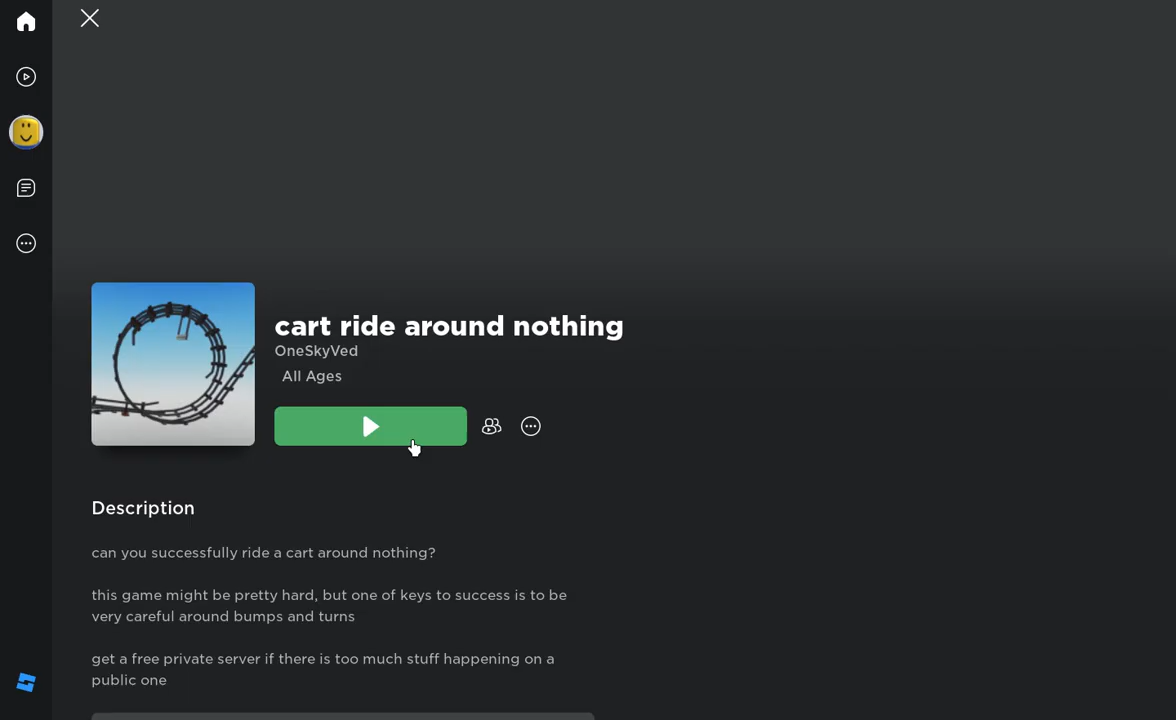 cart ride around nothing
OneSkyVed
All Ages
Description
can you successfully ride a cart around nothing?
this game might be pretty hard, but one of keys to success is to be
very careful around bumps and turns
get a free private server if there is too much stuff happening on a
public one